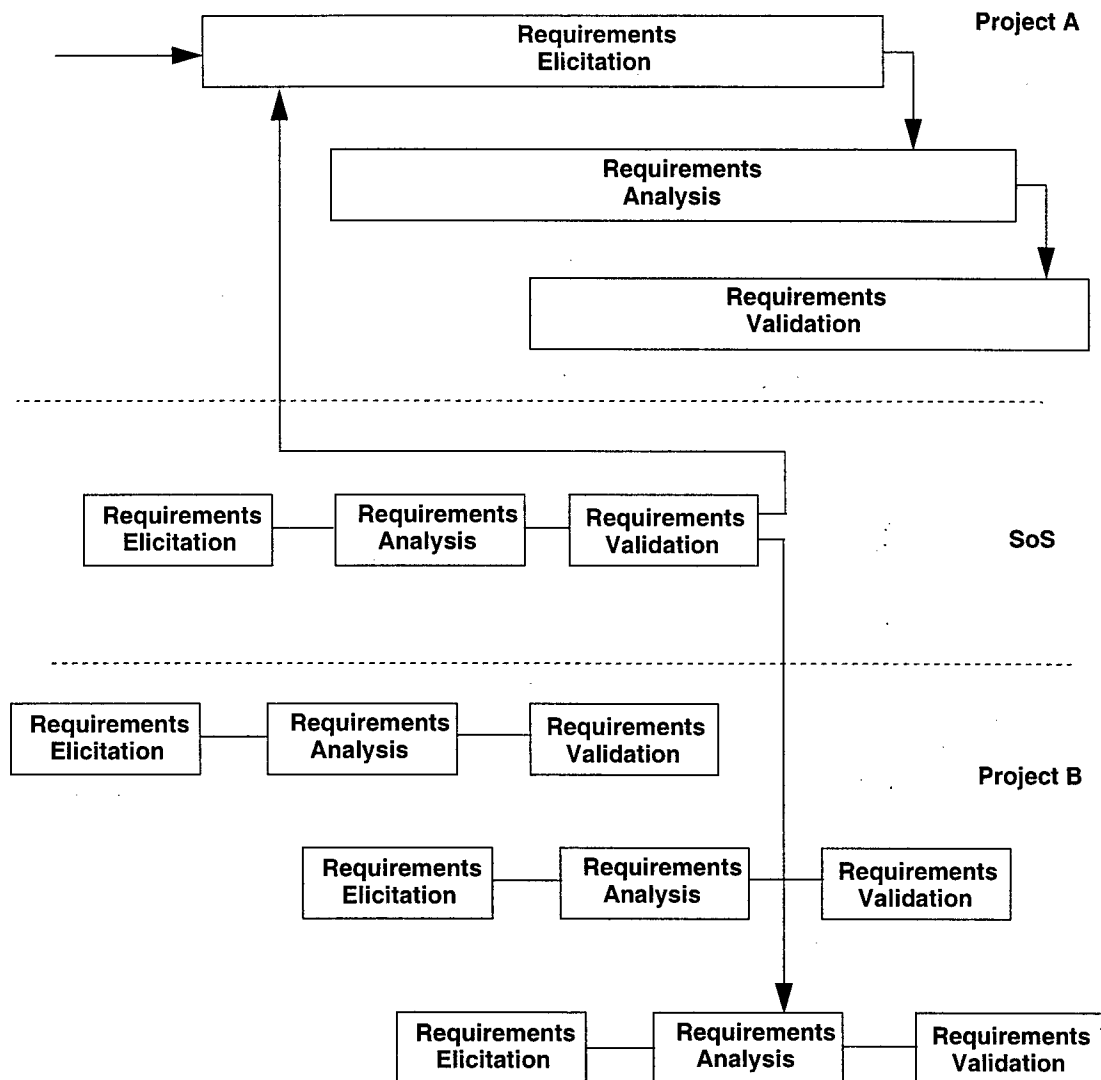 Project A
Requirements
Elicitation
Requirements
Analysis
Requirements
Validation
Requirements
Elicitation
Requirements
Analysis
Requirements
Validation
SoS
Requirements
Elicitation
Requirements
Analysis
Requirements
Validation
Project B
Requirements
Elicitation
Requirements
Analysis
Requirements
Validation
Requirements
Elicitation
Requirements
Analysis
Requirements
Validation